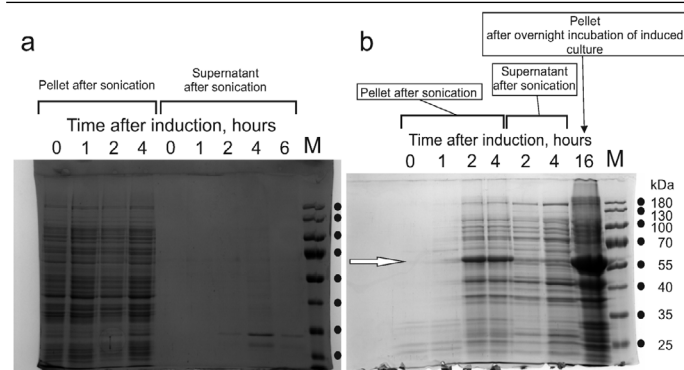 a
Pellet after sonication
Supernatant
after sonication
Time after induction, hours
0 1 2 4 0 1 2 4 6 M
b
Pellet
after overnight incubation of induced
culture
Pellet after sonication
Supernatant
after sonication
Time after induction, hours
0 1 2 4 2 4 16 M
kDa
180
130
100
70
55
40
35
25